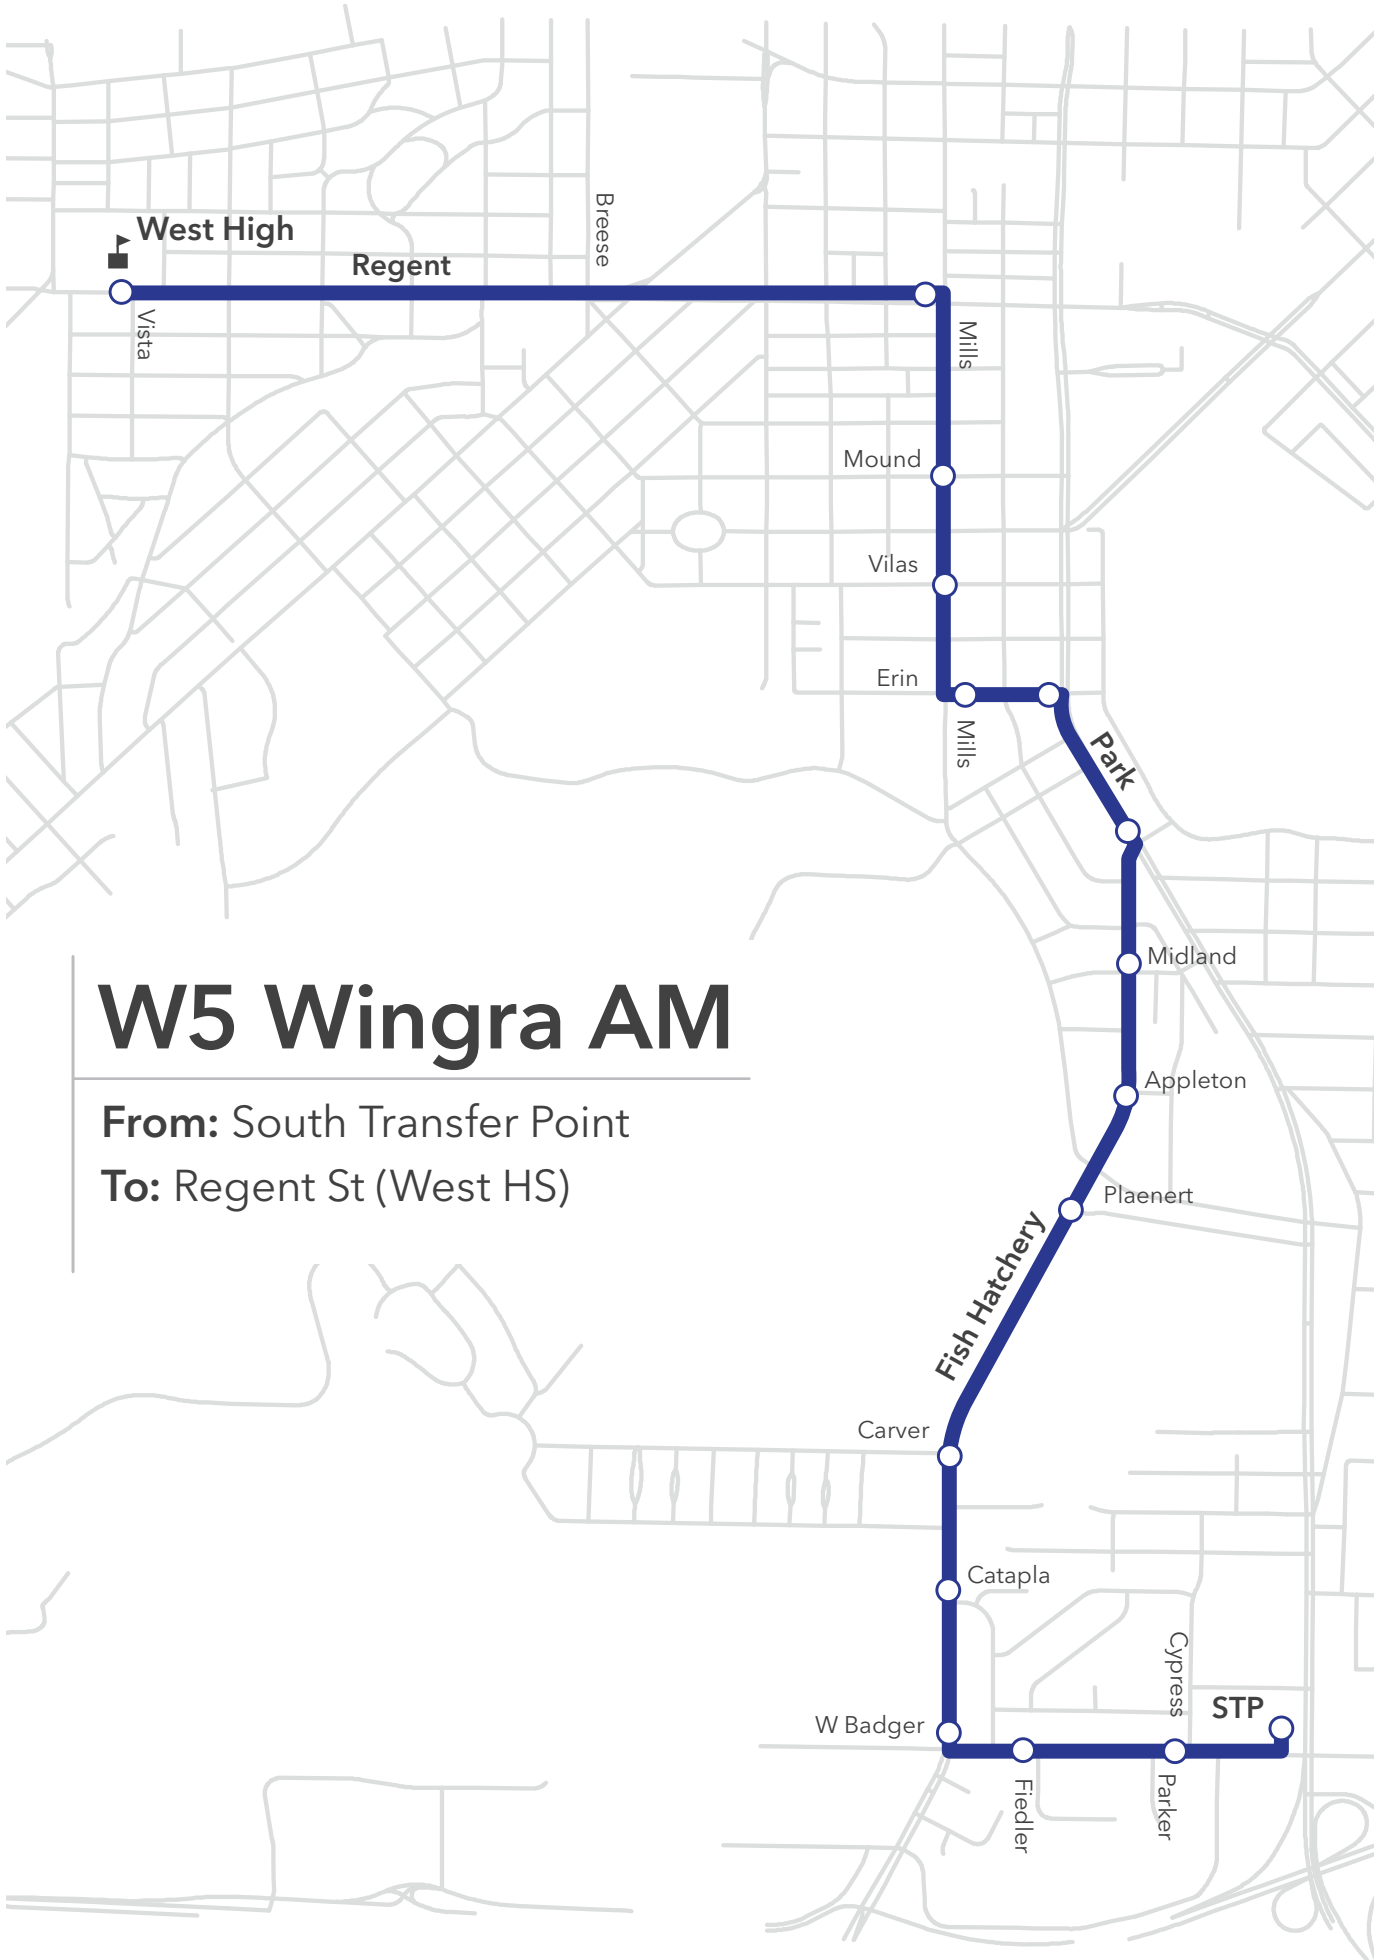 Breese
West High
Regent
Vista
Mills
Mound
Vilas
Erin
Mills
Park
Midland
W5 Wingra AM
From: South Transfer Point
To: Regent St (West HS)
Appleton
Plaenert
Fish Hatchery
Carver
Catapla
Cypress
STP
W Badger
Fiedler
Parker